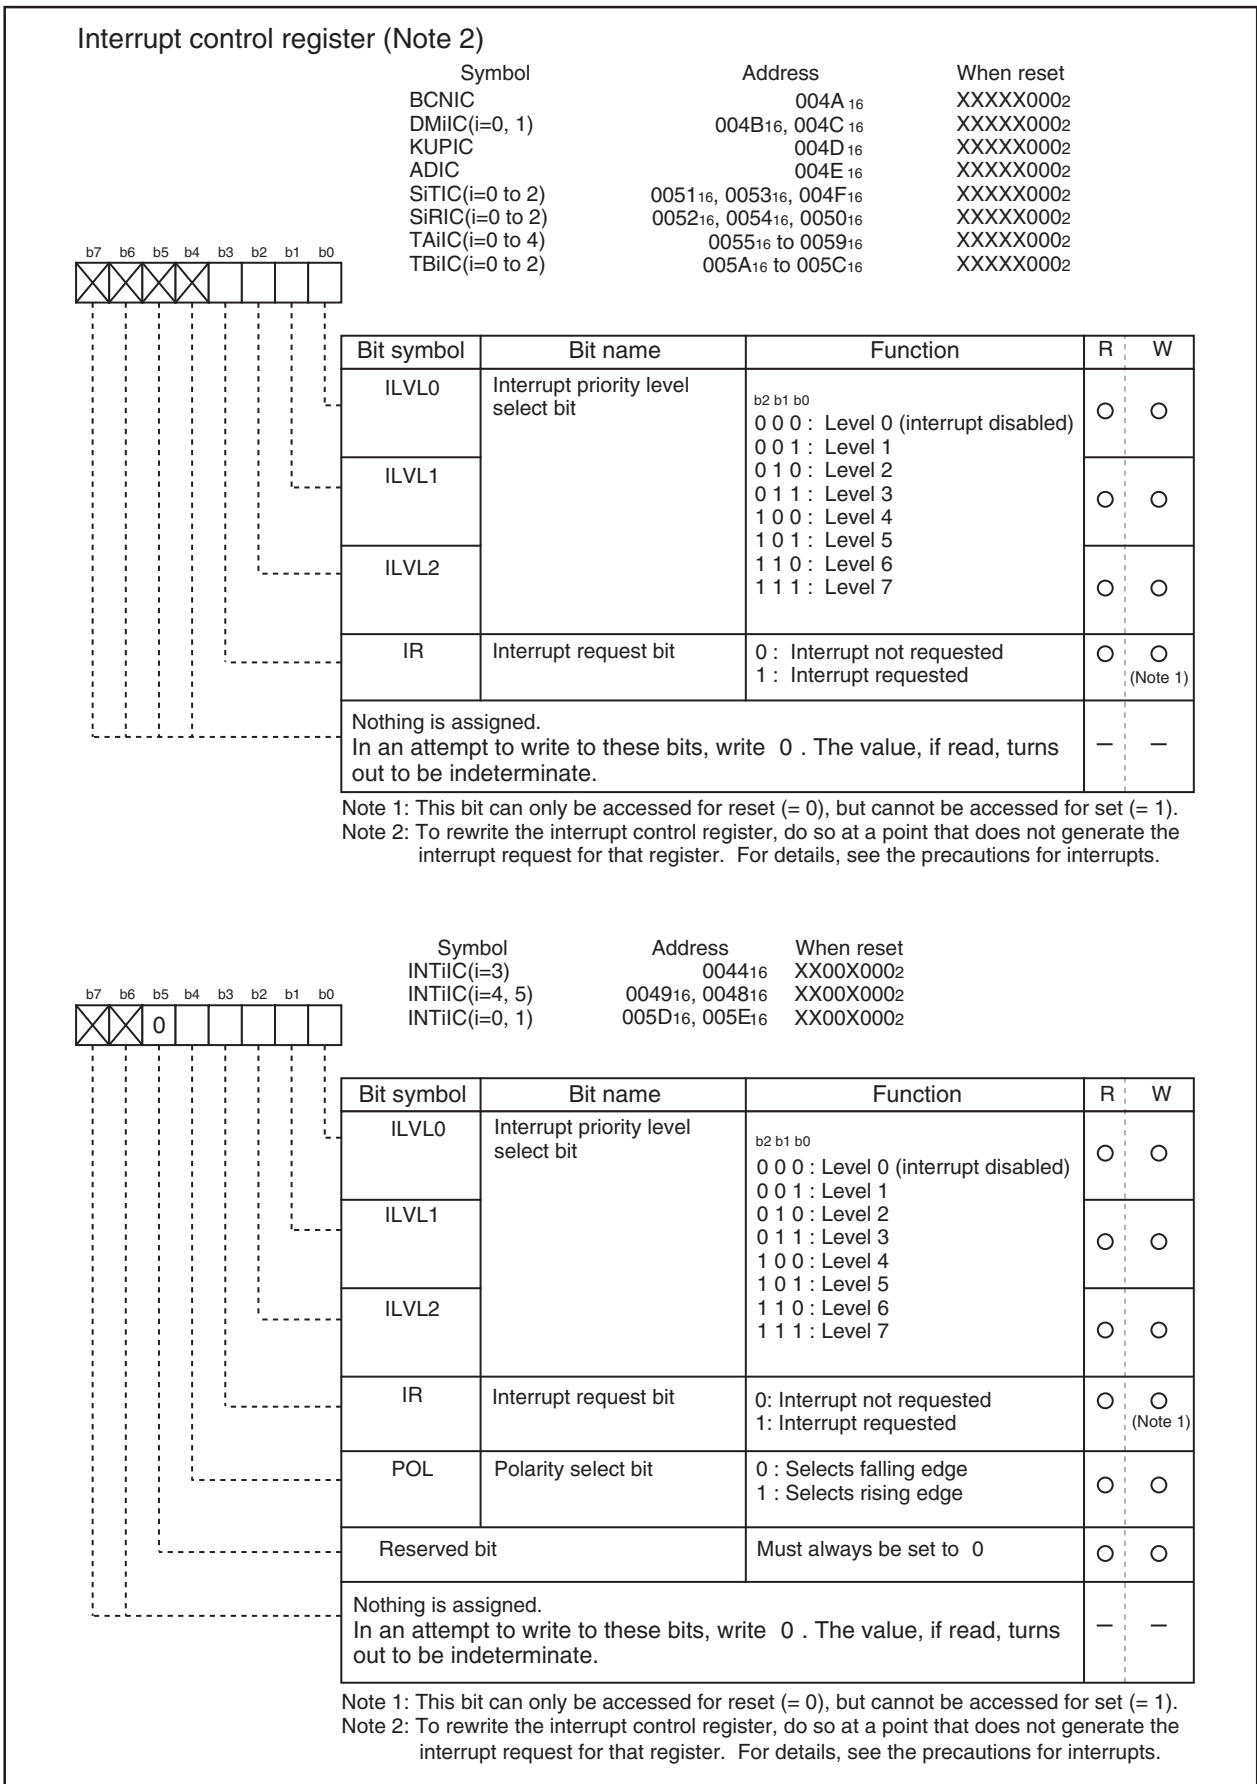 Interrupt control register (Note 2)
Symbol Address When reset
BCNIC 004A16 XXXXX0002
DMiIC(i=0, 1) 004B16, 004C16 XXXXX0002
KUPIC 004D16 XXXXX0002
ADIC 004E16 XXXXX0002
SiTIC(i=0 to 2) 005116, 005316, 004F16 XXXXX0002
SiRIC(i=0 to 2) 005216, 005416, 005016 XXXXX0002
TAiIC(i=0 to 4) 005516 to 005916 XXXXX0002
TBiIC(i=0 to 2) 005A16 to 005C16 XXXXX0002
b7 b6 b5 b4 b3 b2 b1 b0
Bit symbol Bit name Function R W
ILVL0 Interrupt priority level
select bit
b2 b1 b0
0 0 0 : Level 0 (interrupt disabled)
0 0 1 : Level 1
0 1 0 : Level 2
0 1 1 : Level 3
1 0 0 : Level 4
1 0 1 : Level 5
1 1 0 : Level 6
1 1 1 : Level 7
ILVL1
ILVL2
IR Interrupt request bit 0 : Interrupt not requested
1 : Interrupt requested
(Note 1)
Nothing is assigned.
In an attempt to write to these bits, write 0 . The value, if read, turns
out to be indeterminate.
– –
Note 1: This bit can only be accessed for reset (= 0), but cannot be accessed for set (= 1).
Note 2: To rewrite the interrupt control register, do so at a point that does not generate the
interrupt request for that register. For details, see the precautions for interrupts.
Symbol Address When reset
INTiIC(i=3) 004416 XX00X0002
INTiIC(i=4, 5) 004916, 004816 XX00X0002
INTiIC(i=0, 1) 005D16, 005E16 XX00X0002
b7 b6 b5 b4 b3 b2 b1 b0
0
Bit symbol Bit name Function R W
ILVL0 Interrupt priority level
select bit
b2 b1 b0
0 0 0 : Level 0 (interrupt disabled)
0 0 1 : Level 1
0 1 0 : Level 2
0 1 1 : Level 3
1 0 0 : Level 4
1 0 1 : Level 5
1 1 0 : Level 6
1 1 1 : Level 7
ILVL1
ILVL2
IR Interrupt request bit 0: Interrupt not requested
1: Interrupt requested
(Note 1)
POL Polarity select bit 0 : Selects falling edge
1 : Selects rising edge
Reserved bit Must always be set to 0
Nothing is assigned.
In an attempt to write to these bits, write 0 . The value, if read, turns
out to be indeterminate.
– –
Note 1: This bit can only be accessed for reset (= 0), but cannot be accessed for set (= 1).
Note 2: To rewrite the interrupt control register, do so at a point that does not generate the
interrupt request for that register. For details, see the precautions for interrupts.